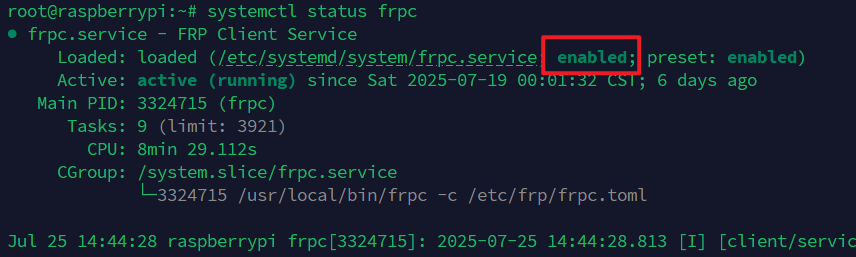 root@raspberrypi:~# systemctl status frpc
● frpc.service - FRP Client Service
Loaded: loaded (/etc/systemd/system/frpc.service; enabled; preset: enabled)
Active: active (running) since Sat 2025-07-19 00:01:32 CST; 6 days ago
Main PID: 3324715 (frpc)
Tasks: 9 (limit: 3921)
CPU: 8min 29.112s
CGroup: /system.slice/frpc.service
└─3324715 /usr/local/bin/frpc -c /etc/frp/frpc.toml
Jul 25 14:44:28 raspberrypi frpc[3324715]: 2025-07-25 14:44:28.813 [I] [client/servic